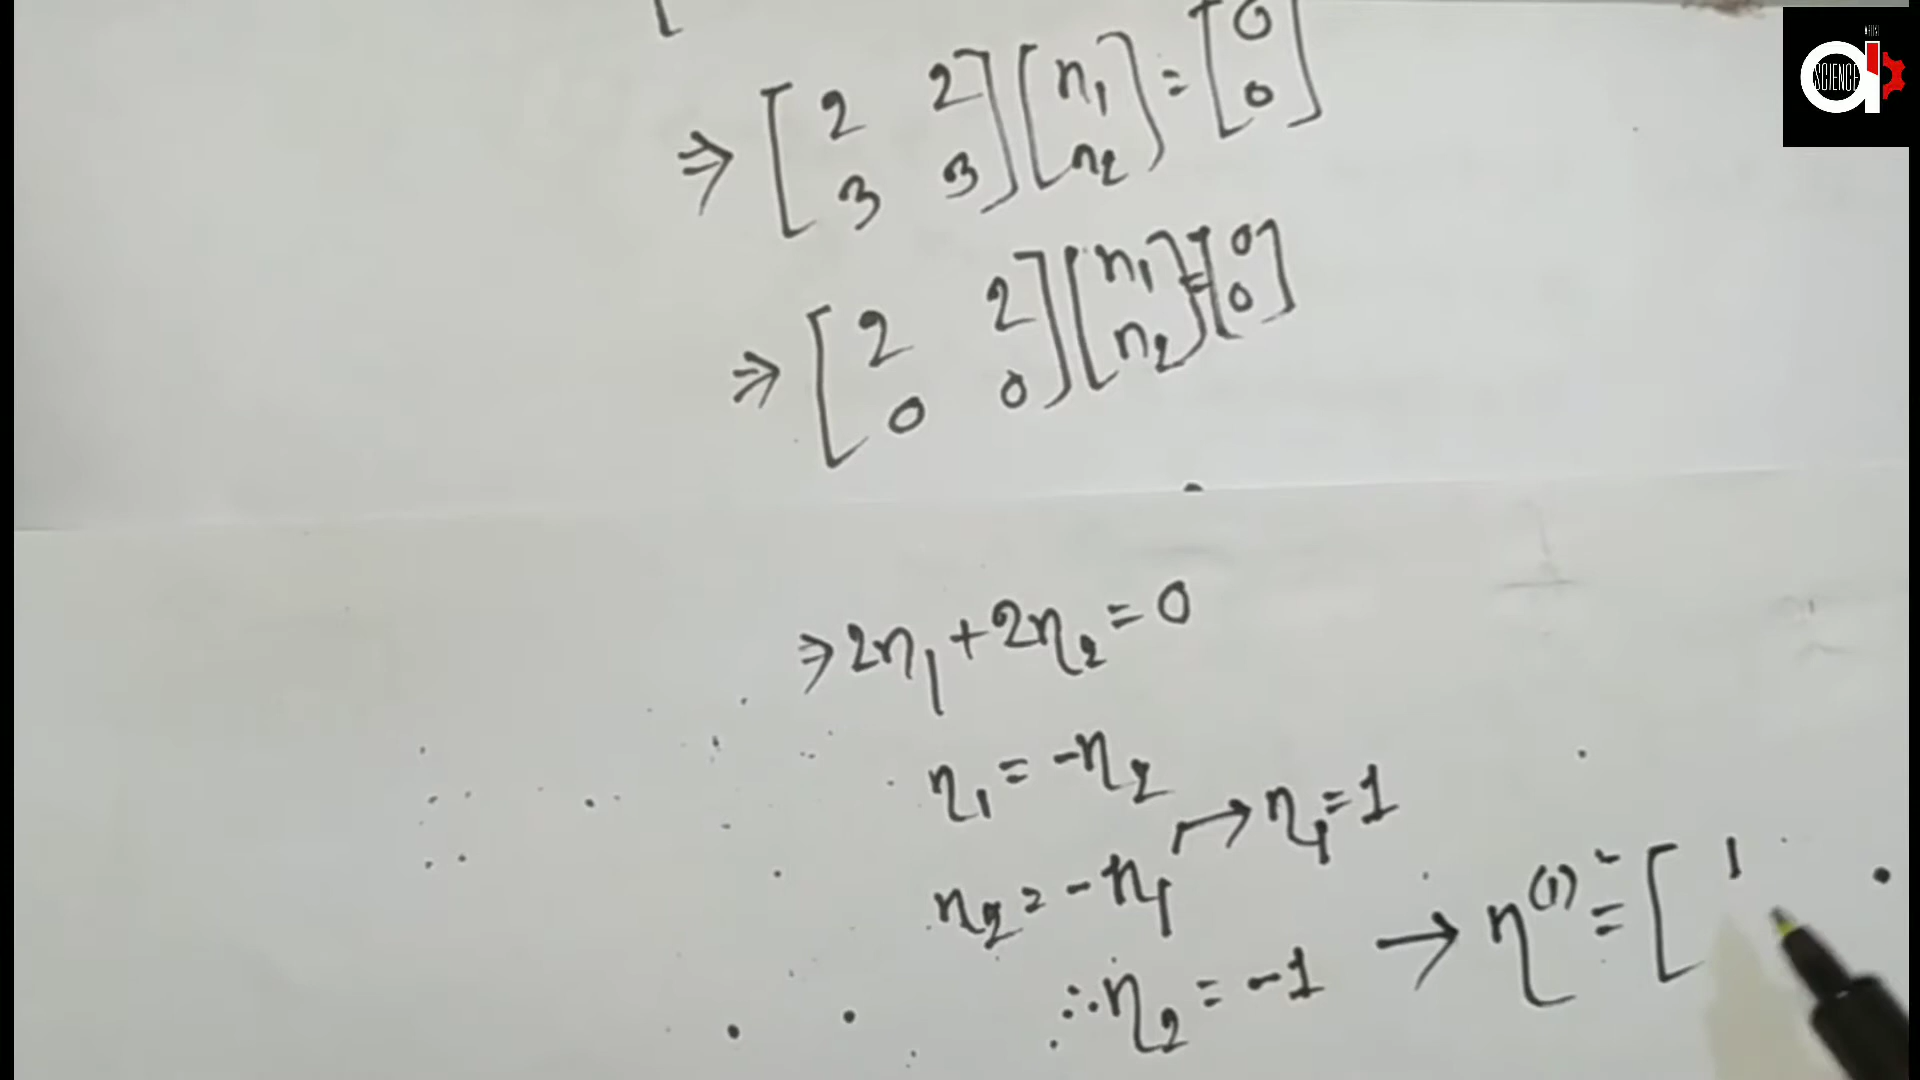 ⇒ [2 2; 3 3] [η₁; η₂] = [0; 0]
⇒ [2 2; 0 0] [η₁; η₂] = [0; 0]
⇒ 2η₁ + 2η₂ = 0
η₁ = -η₂
η₂ = -η₁ → η₁ = 1
∴ η₂ = -1 → η⁽¹⁾ = [1
SCIENCE